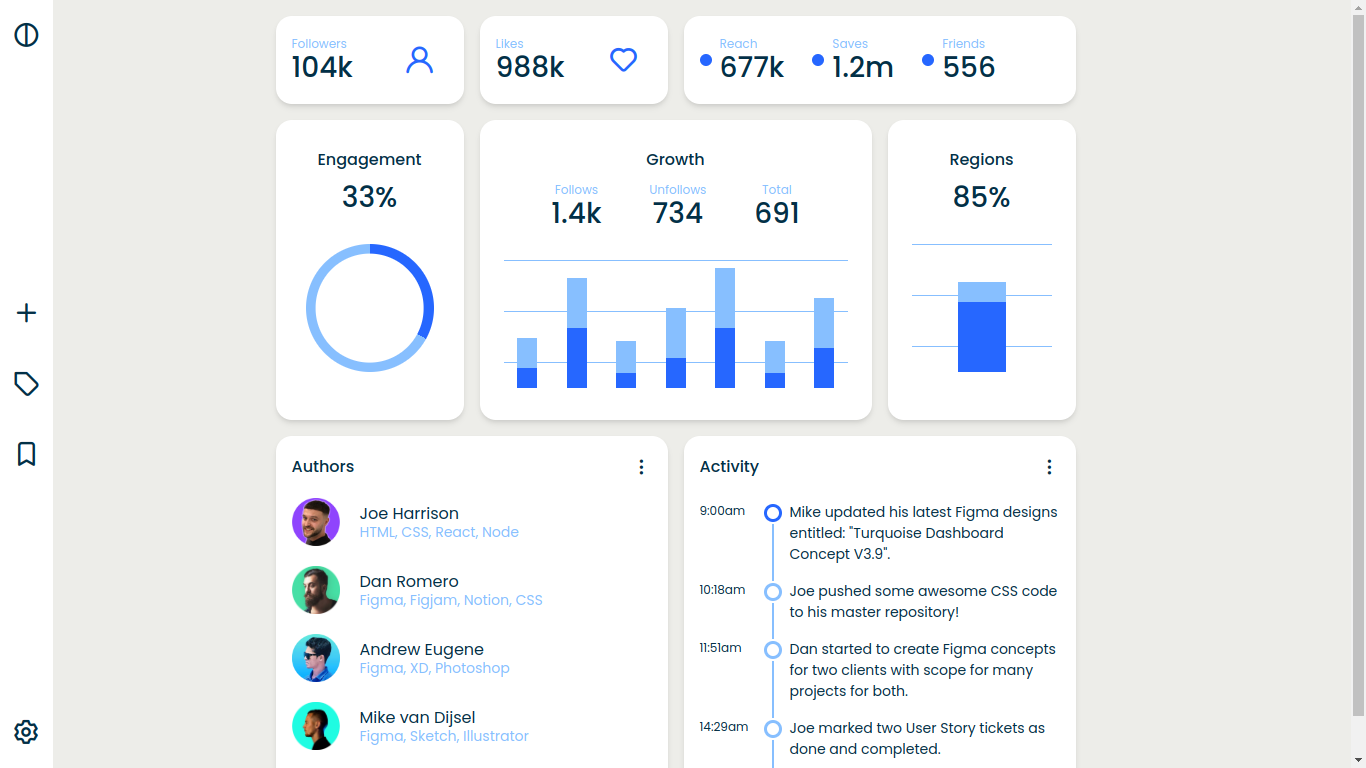 Followers
104k
Likes
988k
Reach
677k
Saves
1.2m
Friends
556
Engagement
33%
Growth
Follows
1.4k
Unfollows
734
Total
691
Regions
85%
Authors
Joe Harrison
HTML, CSS, React, Node
Dan Romero
Figma, Figjam, Notion, CSS
Andrew Eugene
Figma, XD, Photoshop
Mike van Dijsel
Figma, Sketch, Illustrator
Activity
9:00am
Mike updated his latest Figma designs
entitled: "Turquoise Dashboard
Concept V3.9".
10:18am
Joe pushed some awesome CSS code
to his master repository!
11:51am
Dan started to create Figma concepts
for two clients with scope for many
projects for both.
14:29am
Joe marked two User Story tickets as
done and completed.